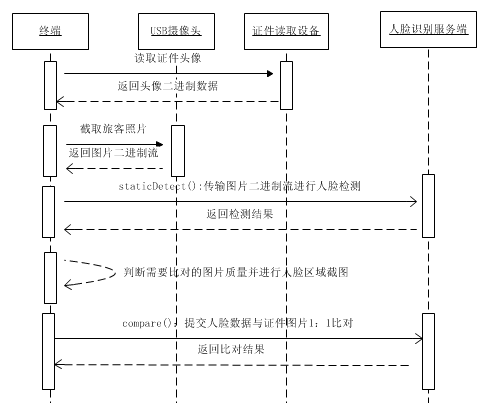 终端
USB摄像头
证件读取设备
人脸识别服务端
读取证件头像
返回头像二进制数据
截取旅客照片
返回图片二进制流
staticDetect():传输图片二进制流进行人脸检测
返回检测结果
判断需要比对的图片质量并进行人脸区域截图
compare()：提交人脸数据与证件图片1：1比对
返回比对结果